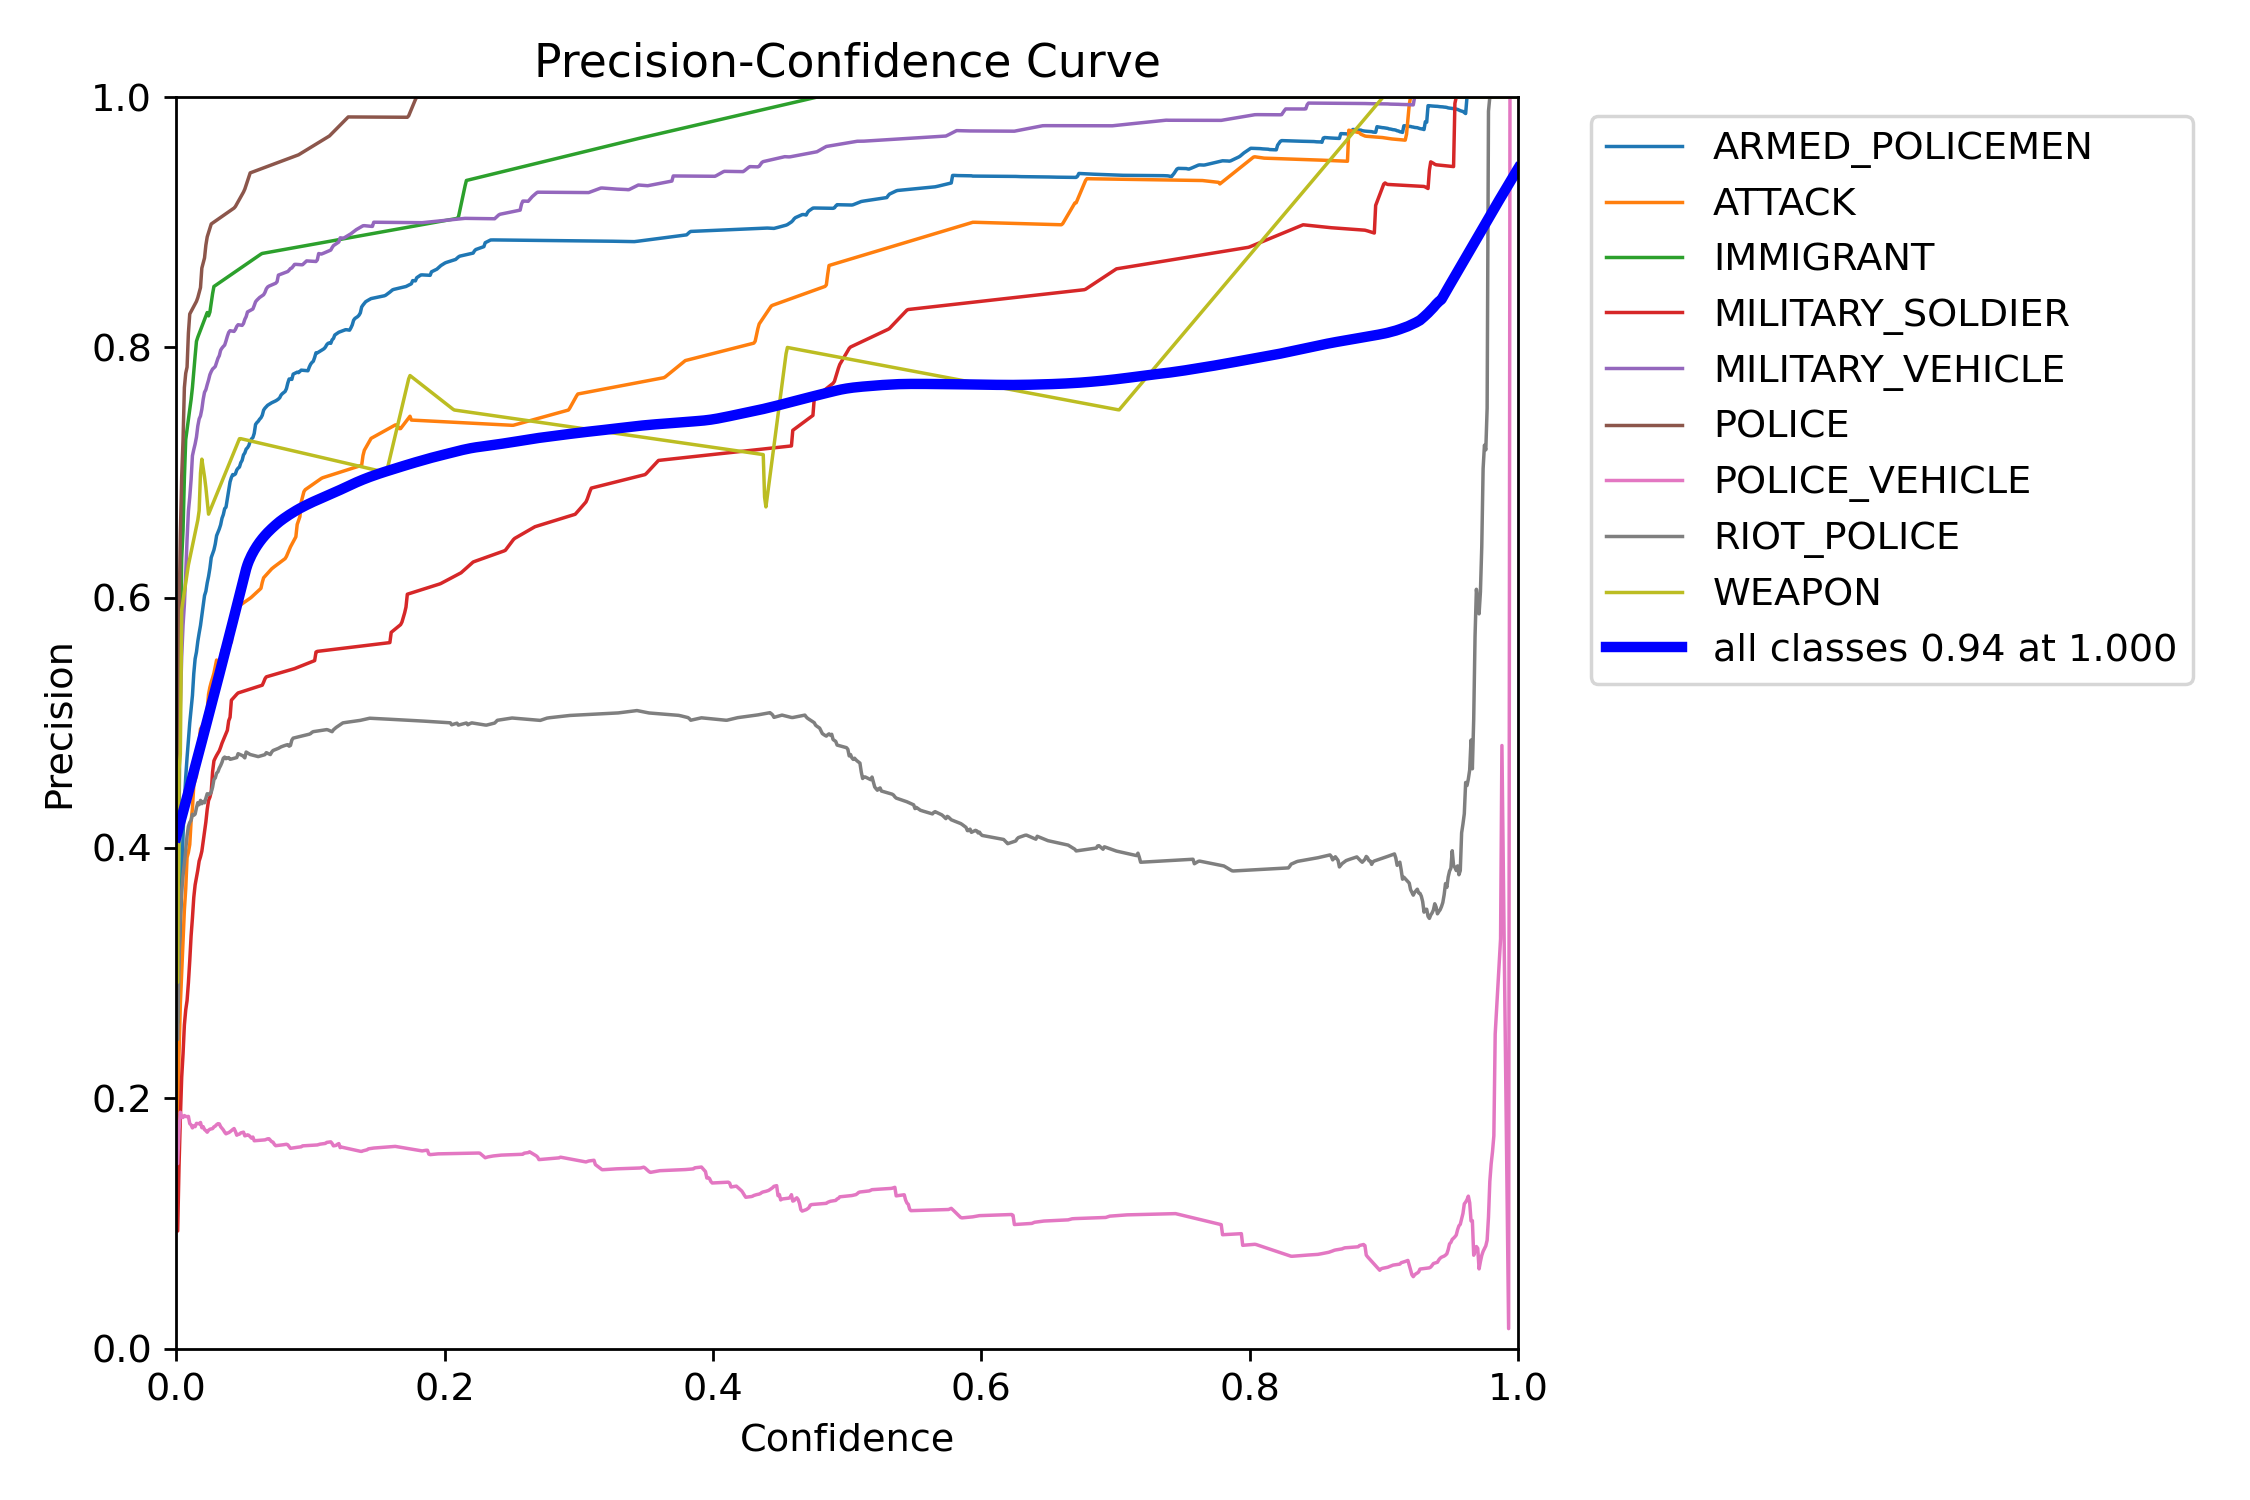 Precision-Confidence Curve
1.0
0.8
0.6
0.4
0.2
0.0
Precision
0.0 0.2 0.4 0.6 0.8 1.0
Confidence
ARMED_POLICEMEN
ATTACK
IMMIGRANT
MILITARY_SOLDIER
MILITARY_VEHICLE
POLICE
POLICE_VEHICLE
RIOT_POLICE
WEAPON
all classes 0.94 at 1.000